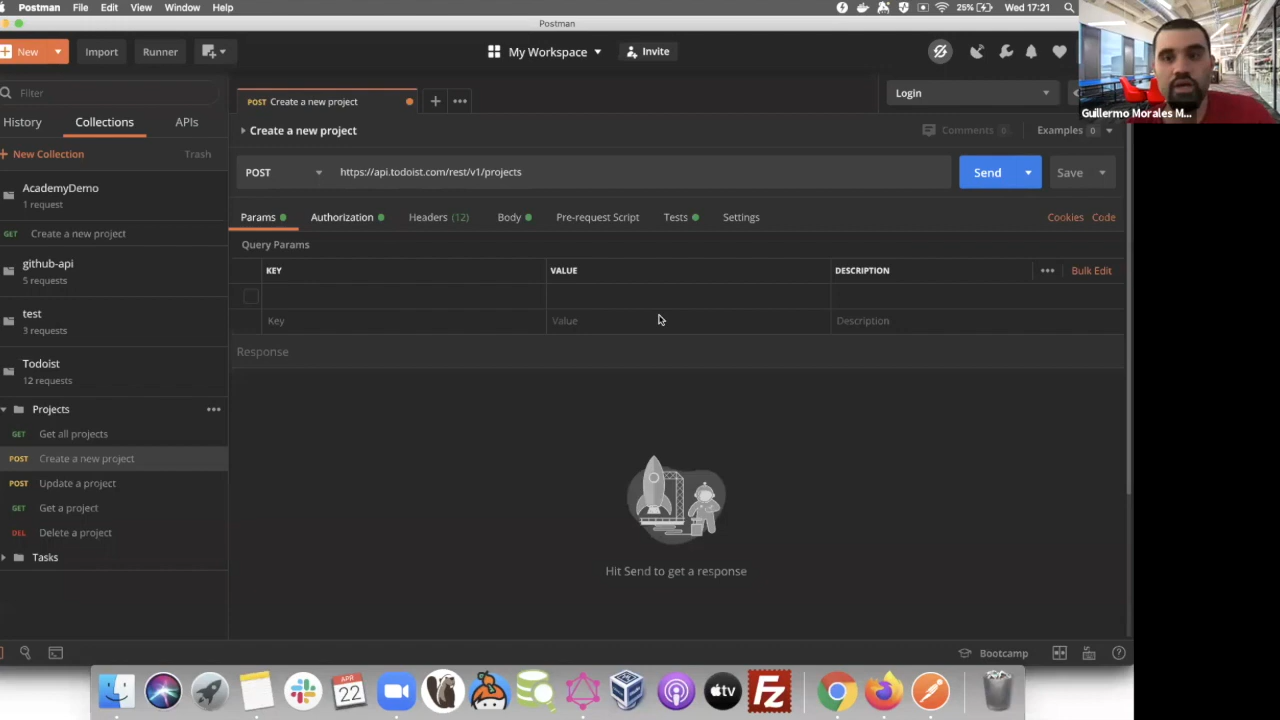 Postman File Edit View Window Help 25% Wed 17:21
Postman
New Import Runner My Workspace Invite
Filter
POST Create a new project
Login
History Collections APIs
Create a new project
Comments 0 Examples 0
New Collection Trash
POST https://api.todoist.com/rest/v1/projects Send Save
AcademyDemo
1 request
Params Authorization Headers (12) Body Pre-request Script Tests Settings Cookies Code
GET Create a new project
Query Params
github-api
5 requests
KEY VALUE DESCRIPTION Bulk Edit
test
3 requests
Key Value Description
Response
Todoist
12 requests
Projects
GET Get all projects
POST Create a new project
POST Update a project
GET Get a project
DEL Delete a project
Tasks
Hit Send to get a response
Bootcamp
APR
22
tv
Fz
Guillermo Morales M...